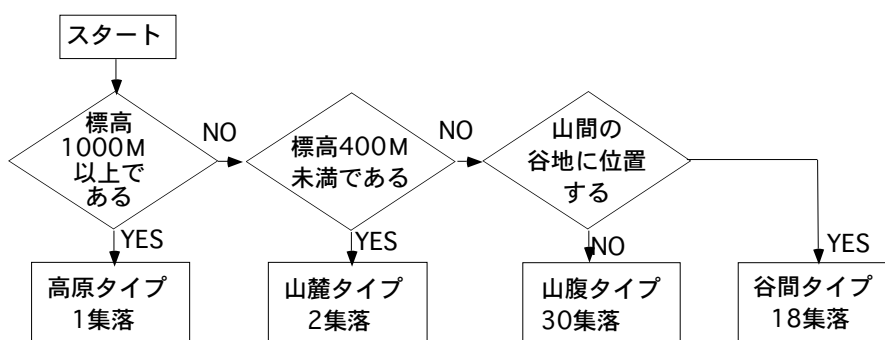 スタート
標高
1000M
以上で
ある
NO
標高400M
未満である
NO
山間の
谷地に位置
する
YES
YES
NO
YES
高原タイプ
1集落
山麓タイプ
2集落
山腹タイプ
30集落
谷間タイプ
18集落